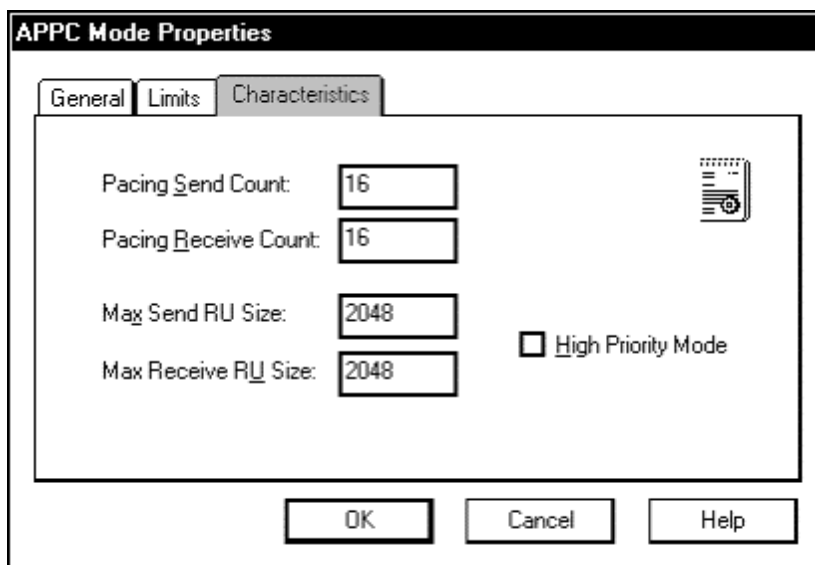 APPC Mode Properties
General Limits Characteristics
Pacing Send Count: 16
Pacing Receive Count: 16
Max Send RU Size: 2048
High Priority Mode
Max Receive RU Size: 2048
OK Cancel Help